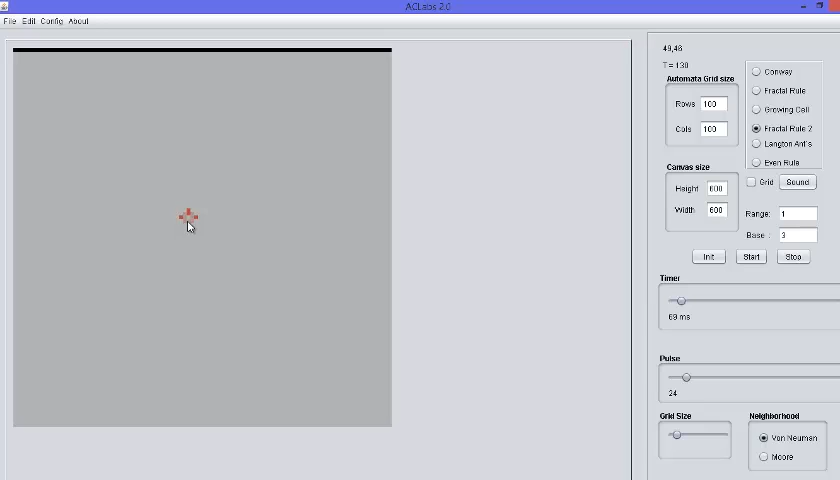 ACLabs 2.0
File Edit Config About
49,46
T = 130
Automata Grid size
Rows 100
Cols 100
Conway
Fractal Rule
Growing Cell
Fractal Rule 2
Langton Ant's
Even Rule
Canvas size
Height 600
Width 600
Grid Sound
Range: 1
Base : 3
Init Start Stop
Timer
69 ms
Pulse
24
Grid Size
Neighborhood
Von Neuman
Moore